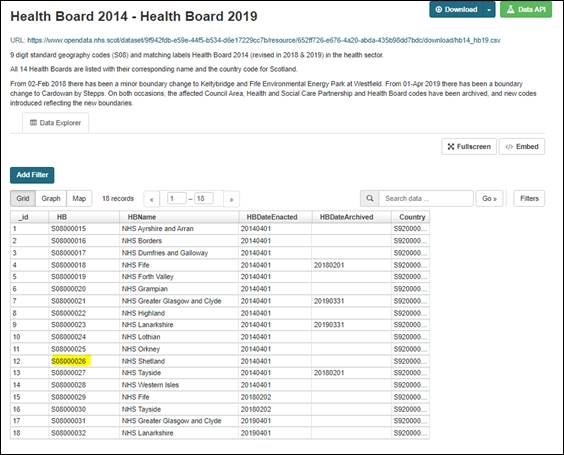 Health Board 2014 - Health Board 2019
Download
Data API
URL: https://www.opendata.nhs.scot/dataset/9f942fdb-e59e-44f5-b534-d6e17229cc7b/resource/652ff726-e676-4a20-abda-435b98dd7bdc/download/hb14_hb19.csv
9 digit standard geography codes (S08) and matching labels Health Board 2014 (revised in 2018 & 2019) in the health sector.
All 14 Health Boards are listed with their corresponding name and the country code for Scotland.
From 02-Feb 2018 there has been a minor boundary change to Keltybridge and Fife Environmental Energy Park at Westfield. From 01-Apr 2019 there has been a boundary
change to Cardowan by Stepps. On both occasions, the affected Council Area, Health and Social Care Partnership and Health Board codes have been archived, and new codes
introduced reflecting the new boundaries.
Data Explorer
Fullscreen
</> Embed
Add Filter
Grid Graph Map 18 records « 1 – 18 » Search data ... Go » Filters
_id HB HBName HBDateEnacted HBDateArchived Country
1 S08000015 NHS Ayrshire and Arran 20140401 S920000...
2 S08000016 NHS Borders 20140401 S920000...
3 S08000017 NHS Dumfries and Galloway 20140401 S920000...
4 S08000018 NHS Fife 20140401 20180201 S920000...
5 S08000019 NHS Forth Valley 20140401 S920000...
6 S08000020 NHS Grampian 20140401 S920000...
7 S08000021 NHS Greater Glasgow and Clyde 20140401 20190331 S920000...
8 S08000022 NHS Highland 20140401 S920000...
9 S08000023 NHS Lanarkshire 20140401 20190331 S920000...
10 S08000024 NHS Lothian 20140401 S920000...
11 S08000025 NHS Orkney 20140401 S920000...
12 S08000026 NHS Shetland 20140401 S920000...
13 S08000027 NHS Tayside 20140401 20180201 S920000...
14 S08000028 NHS Western Isles 20140401 S920000...
15 S08000029 NHS Fife 20180202 S920000...
16 S08000030 NHS Tayside 20180202 S920000...
17 S08000031 NHS Greater Glasgow and Clyde 20190401 S920000...
18 S08000032 NHS Lanarkshire 20190401 S920000...